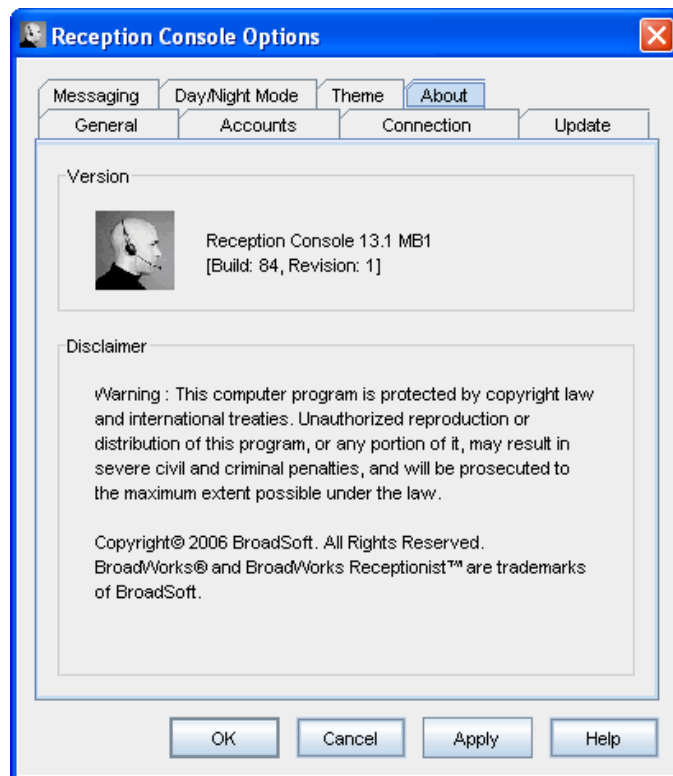 Reception Console Options
Messaging Day/Night Mode Theme About
General Accounts Connection Update
Version
Reception Console 13.1 MB1
[Build: 84, Revision: 1]
Disclaimer
Warning : This computer program is protected by copyright law
and international treaties. Unauthorized reproduction or
distribution of this program, or any portion of it, may result in
severe civil and criminal penalties, and will be prosecuted to
the maximum extent possible under the law.
Copyright© 2006 BroadSoft. All Rights Reserved.
BroadWorks® and BroadWorks Receptionist™ are trademarks
of BroadSoft.
OK Cancel Apply Help